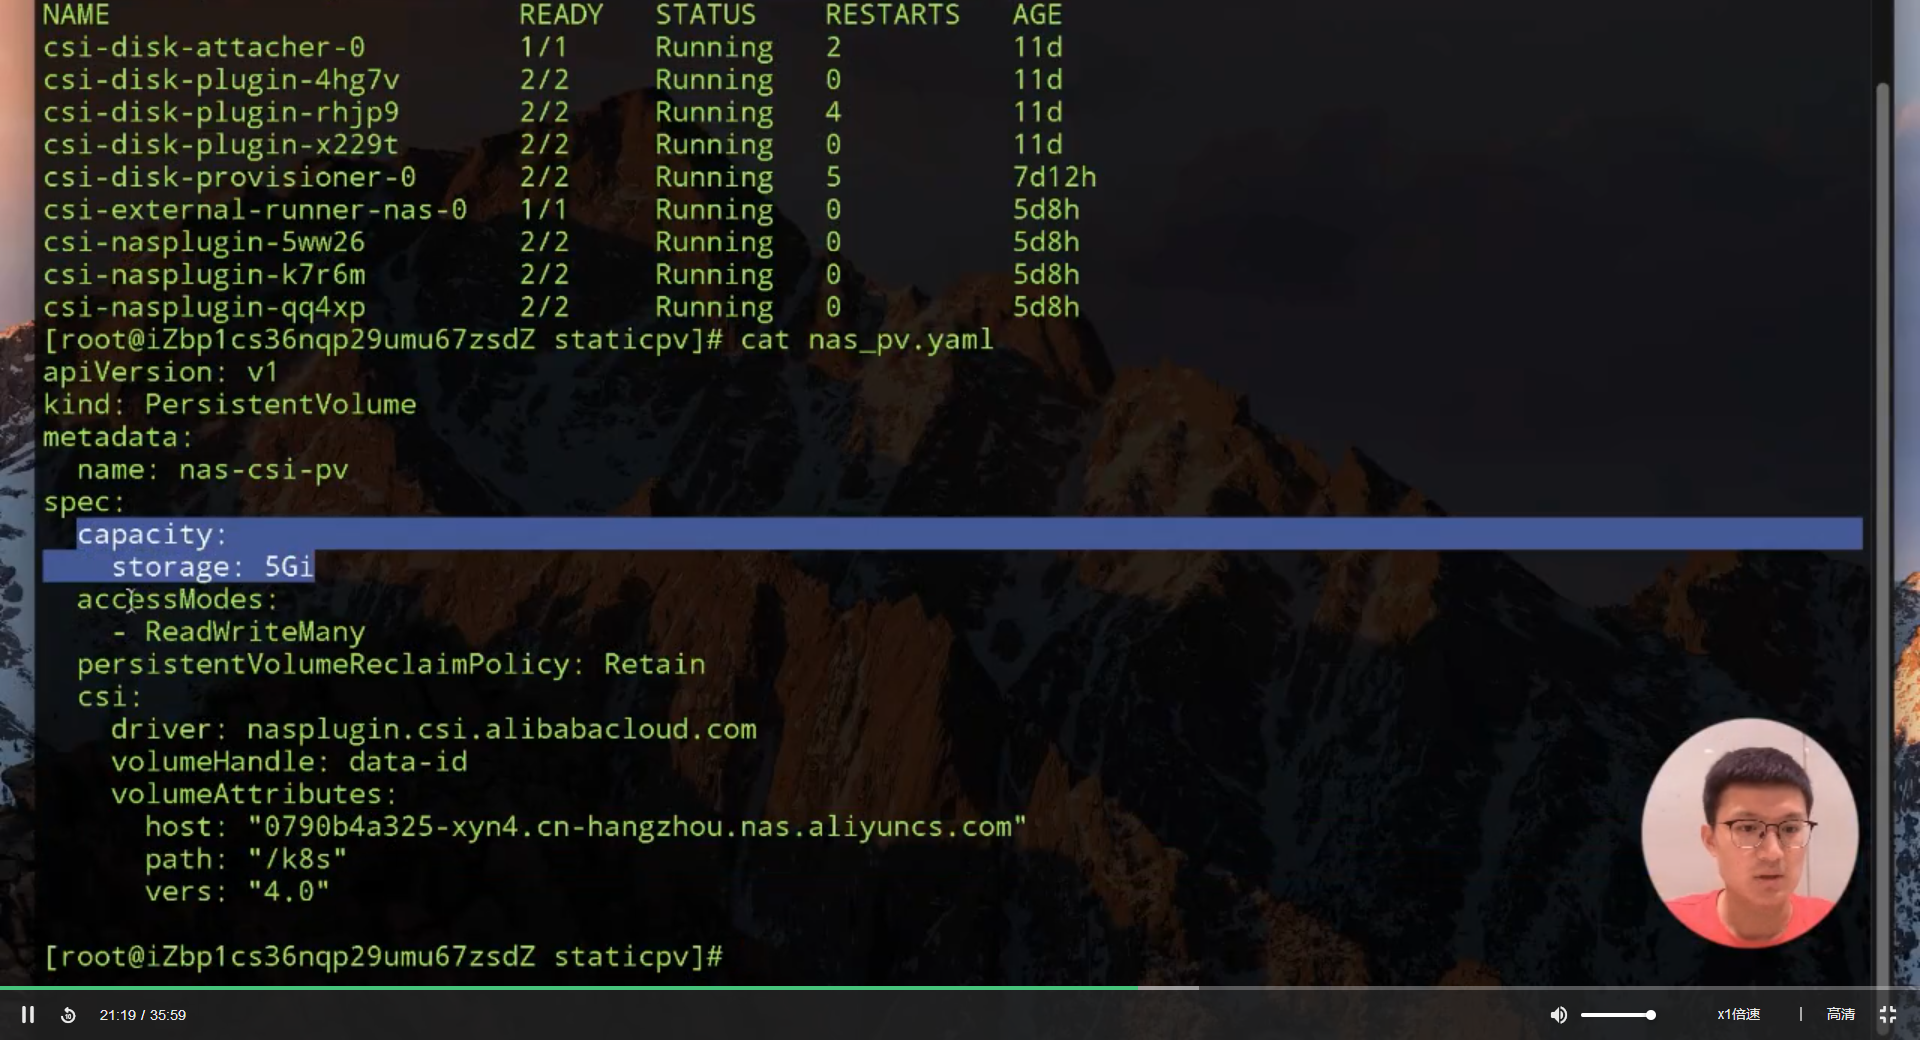 NAME READY STATUS RESTARTS AGE
csi-disk-attacher-0 1/1 Running 2 11d
csi-disk-plugin-4hg7v 2/2 Running 0 11d
csi-disk-plugin-rhjp9 2/2 Running 4 11d
csi-disk-plugin-x229t 2/2 Running 0 11d
csi-disk-provisioner-0 2/2 Running 5 7d12h
csi-external-runner-nas-0 1/1 Running 0 5d8h
csi-nasplugin-5ww26 2/2 Running 0 5d8h
csi-nasplugin-k7r6m 2/2 Running 0 5d8h
csi-nasplugin-qq4xp 2/2 Running 0 5d8h
[root@iZbp1cs36nqp29umu67zsdZ staticpv]# cat nas_pv.yaml
apiVersion: v1
kind: PersistentVolume
metadata:
  name: nas-csi-pv
spec:
  capacity:
    storage: 5Gi
  accessModes:
    - ReadWriteMany
  persistentVolumeReclaimPolicy: Retain
  csi:
    driver: nasplugin.csi.alibabacloud.com
    volumeHandle: data-id
    volumeAttributes:
      host: "0790b4a325-xyn4.cn-hangzhou.nas.aliyuncs.com"
      path: "/k8s"
      vers: "4.0"
[root@iZbp1cs36nqp29umu67zsdZ staticpv]#
10 21:19 / 35:59 x1倍速 | 高清